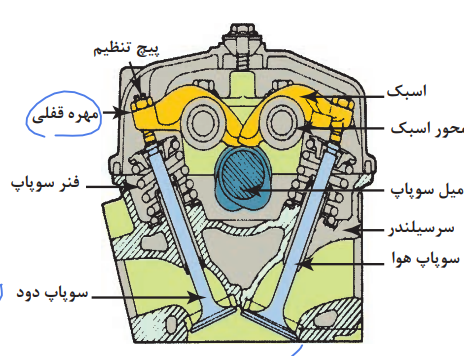 پیچ تنظیم
اسبک
مهره قفلی
محور اسبک
فنر سوپاپ
میل سوپاپ
سرسیلندر
سوپاپ هوا
سوپاپ دود